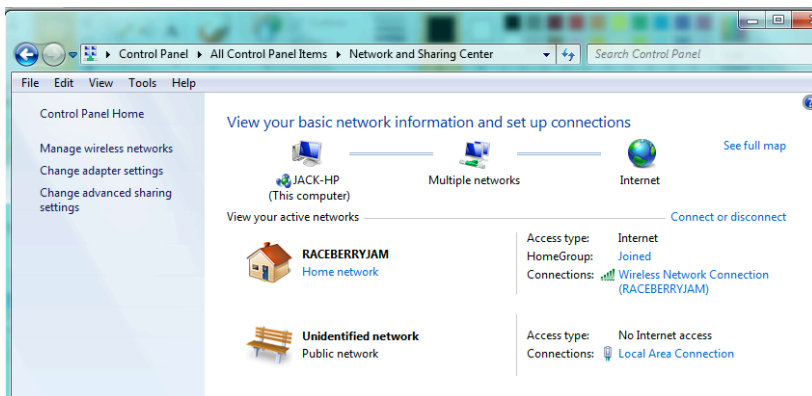 Control Panel All Control Panel Items Network and Sharing Center Search Control Panel
File Edit View Tools Help
Control Panel Home
Manage wireless networks
Change adapter settings
Change advanced sharing
settings
View your basic network information and set up connections
See full map
JACK-HP
(This computer)
Multiple networks
Internet
View your active networks
Connect or disconnect
RACEBERRYJAM
Home network
Access type: Internet
HomeGroup: Joined
Connections: Wireless Network Connection
(RACEBERRYJAM)
Unidentified network
Public network
Access type: No Internet access
Connections: Local Area Connection